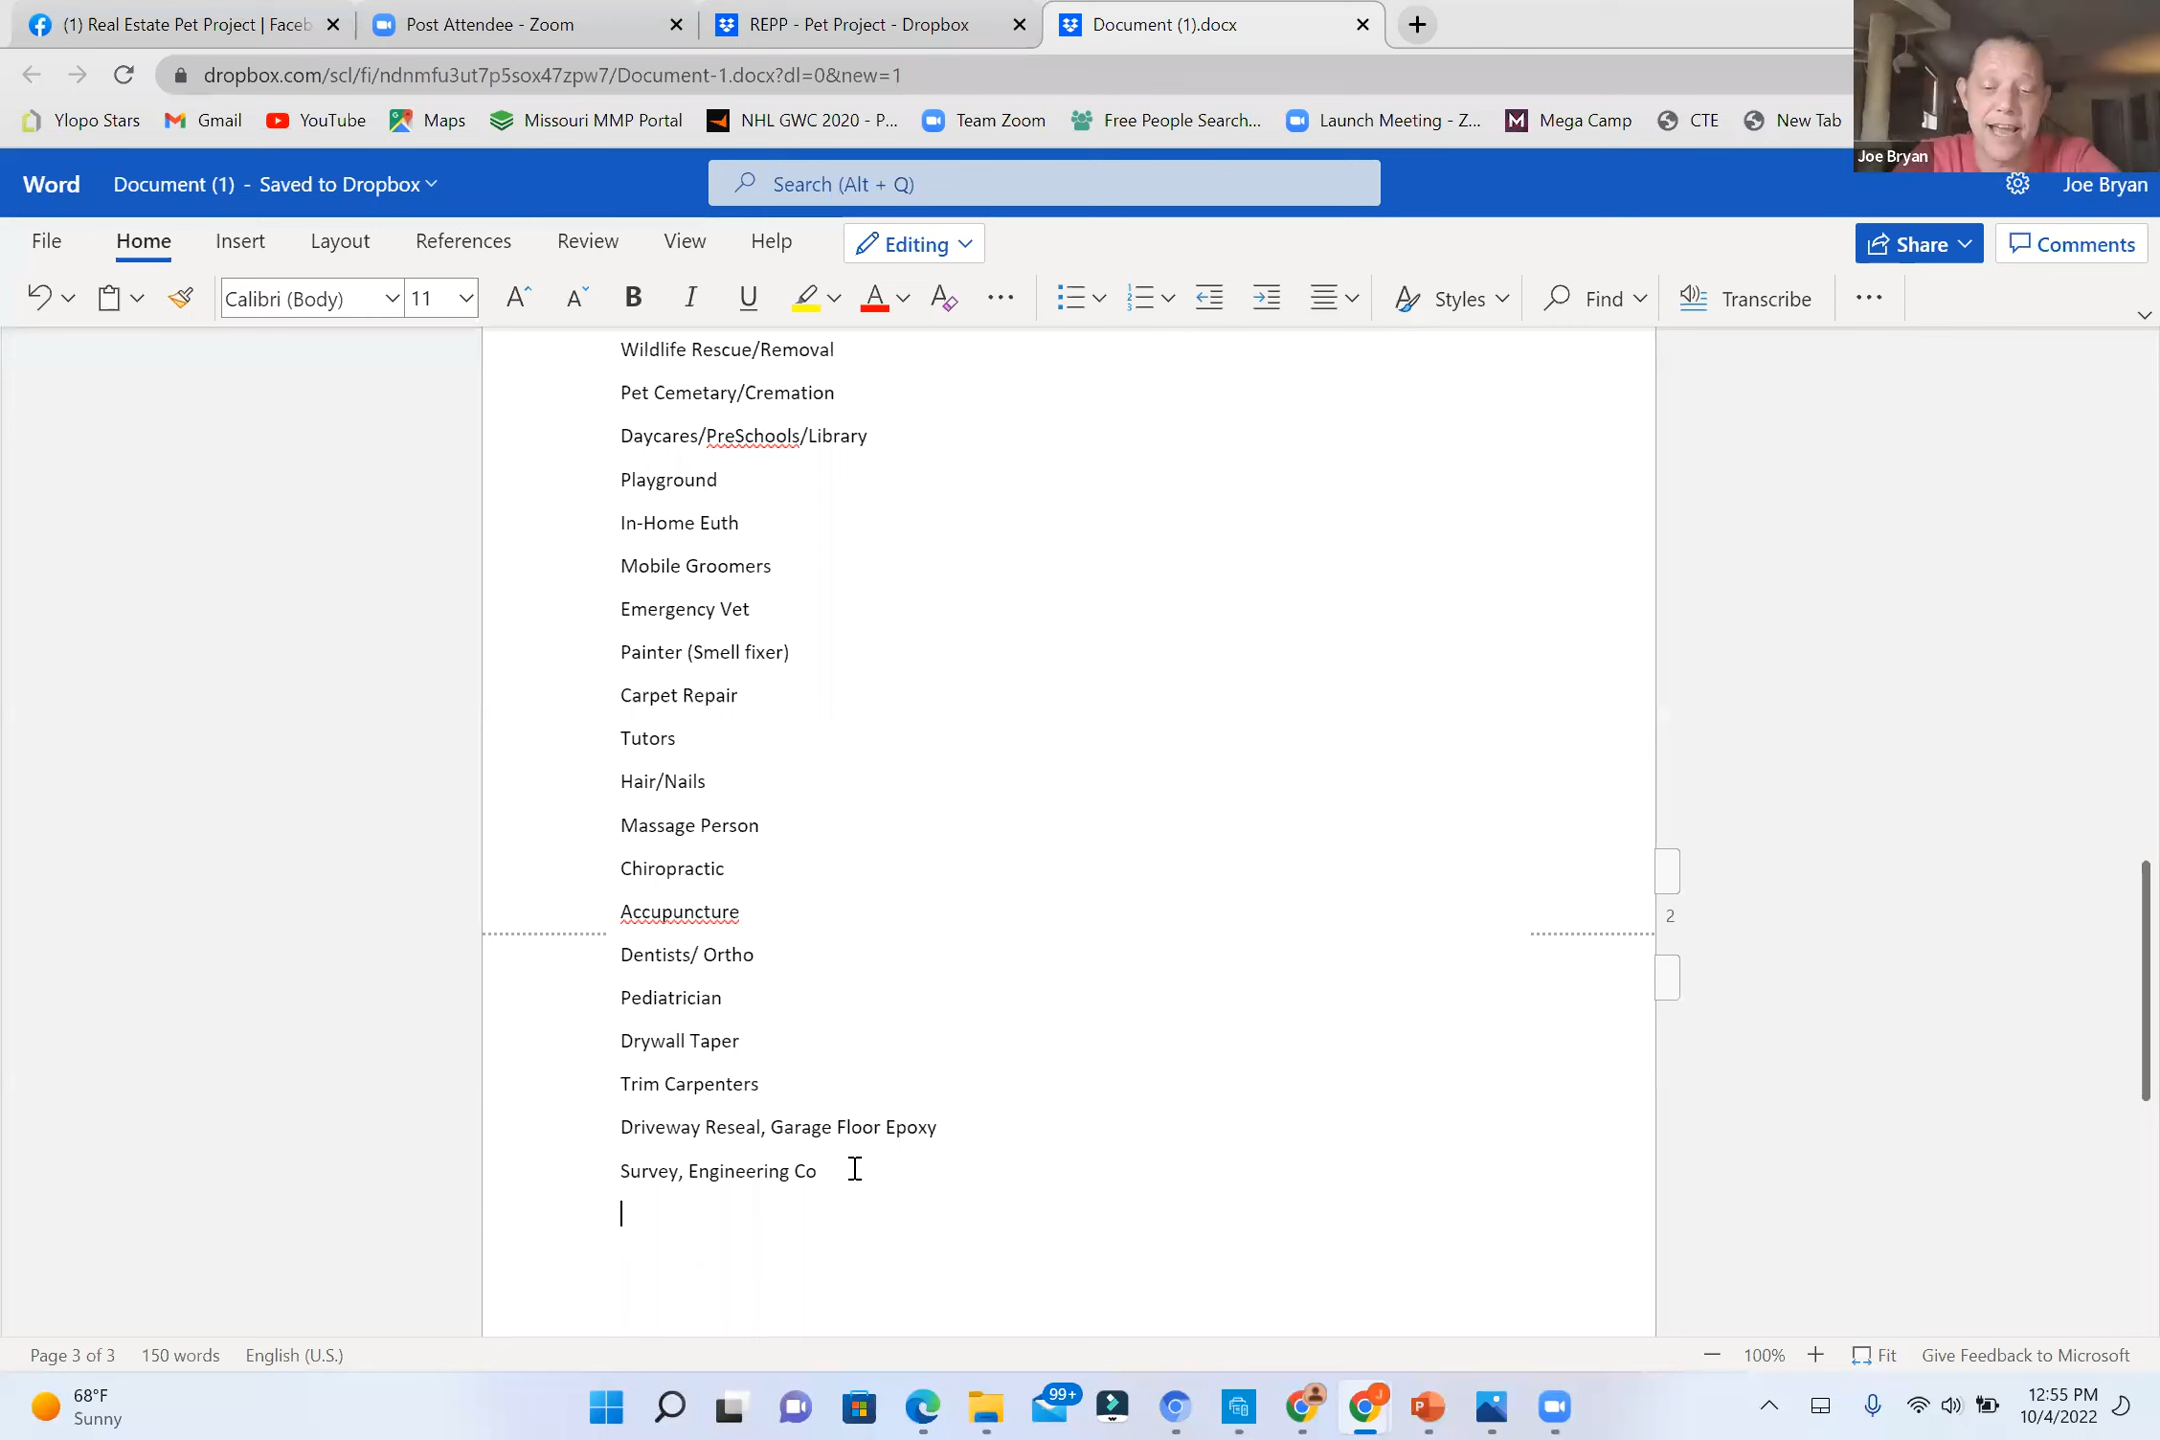 (1) Real Estate Pet Project | Faceb
Post Attendee - Zoom
REPP - Pet Project - Dropbox
Document (1).docx
dropbox.com/scl/fi/ndnmfu3ut7p5sox47zpw7/Document-1.docx?dl=0&new=1
Ylopo Stars
Gmail
YouTube
Maps
Missouri MMP Portal
NHL GWC 2020 - P...
Team Zoom
Free People Search...
Launch Meeting - Z...
Mega Camp
CTE
New Tab
Joe Bryan
Word
Document (1) - Saved to Dropbox
Search (Alt + Q)
Joe Bryan
File
Home
Insert
Layout
References
Review
View
Help
Editing
Share
Comments
Calibri (Body)
11
A
A
B
I
U
A
A
Styles
Find
Transcribe
Wildlife Rescue/Removal
Pet Cemetary/Cremation
Daycares/PreSchools/Library
Playground
In-Home Euth
Mobile Groomers
Emergency Vet
Painter (Smell fixer)
Carpet Repair
Tutors
Hair/Nails
Massage Person
Chiropractic
Accupuncture
2
Dentists/ Ortho
Pediatrician
Drywall Taper
Trim Carpenters
Driveway Reseal, Garage Floor Epoxy
Survey, Engineering Co
Page 3 of 3
150 words
English (U.S.)
100%
Fit
Give Feedback to Microsoft
68°F
Sunny
99+
12:55 PM
10/4/2022